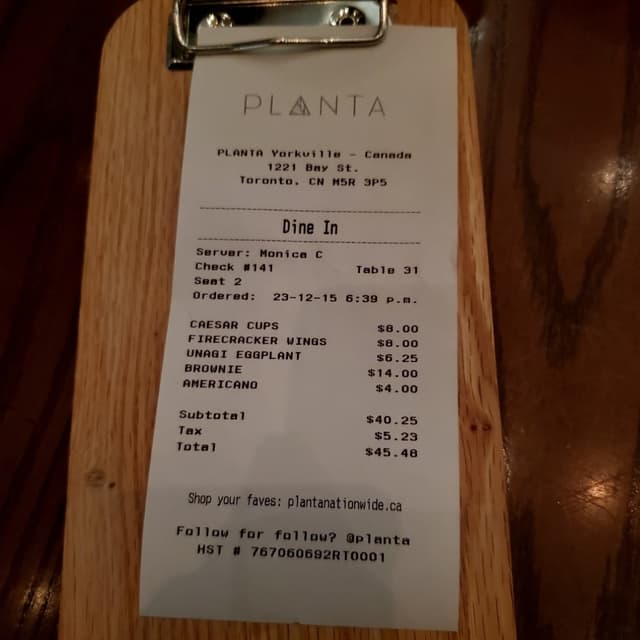 PLANTA
PLANTA Yorkville - Canada
1221 Bay St.
Toronto, CN M5R 3P5
Dine In
Server: Monica C
Check #141 Table 31
Seat 2
Ordered: 23-12-15 6:39 p.m.
CAESAR CUPS $8.00
FIRECRACKER WINGS $8.00
UNAGI EGGPLANT $6.25
BROWNIE $14.00
AMERICANO $4.00
Subtotal $40.25
Tax $5.23
Total $45.48
Shop your faves: plantanationwide.ca
Follow for follow? @planta
HST # 767060692RT0001